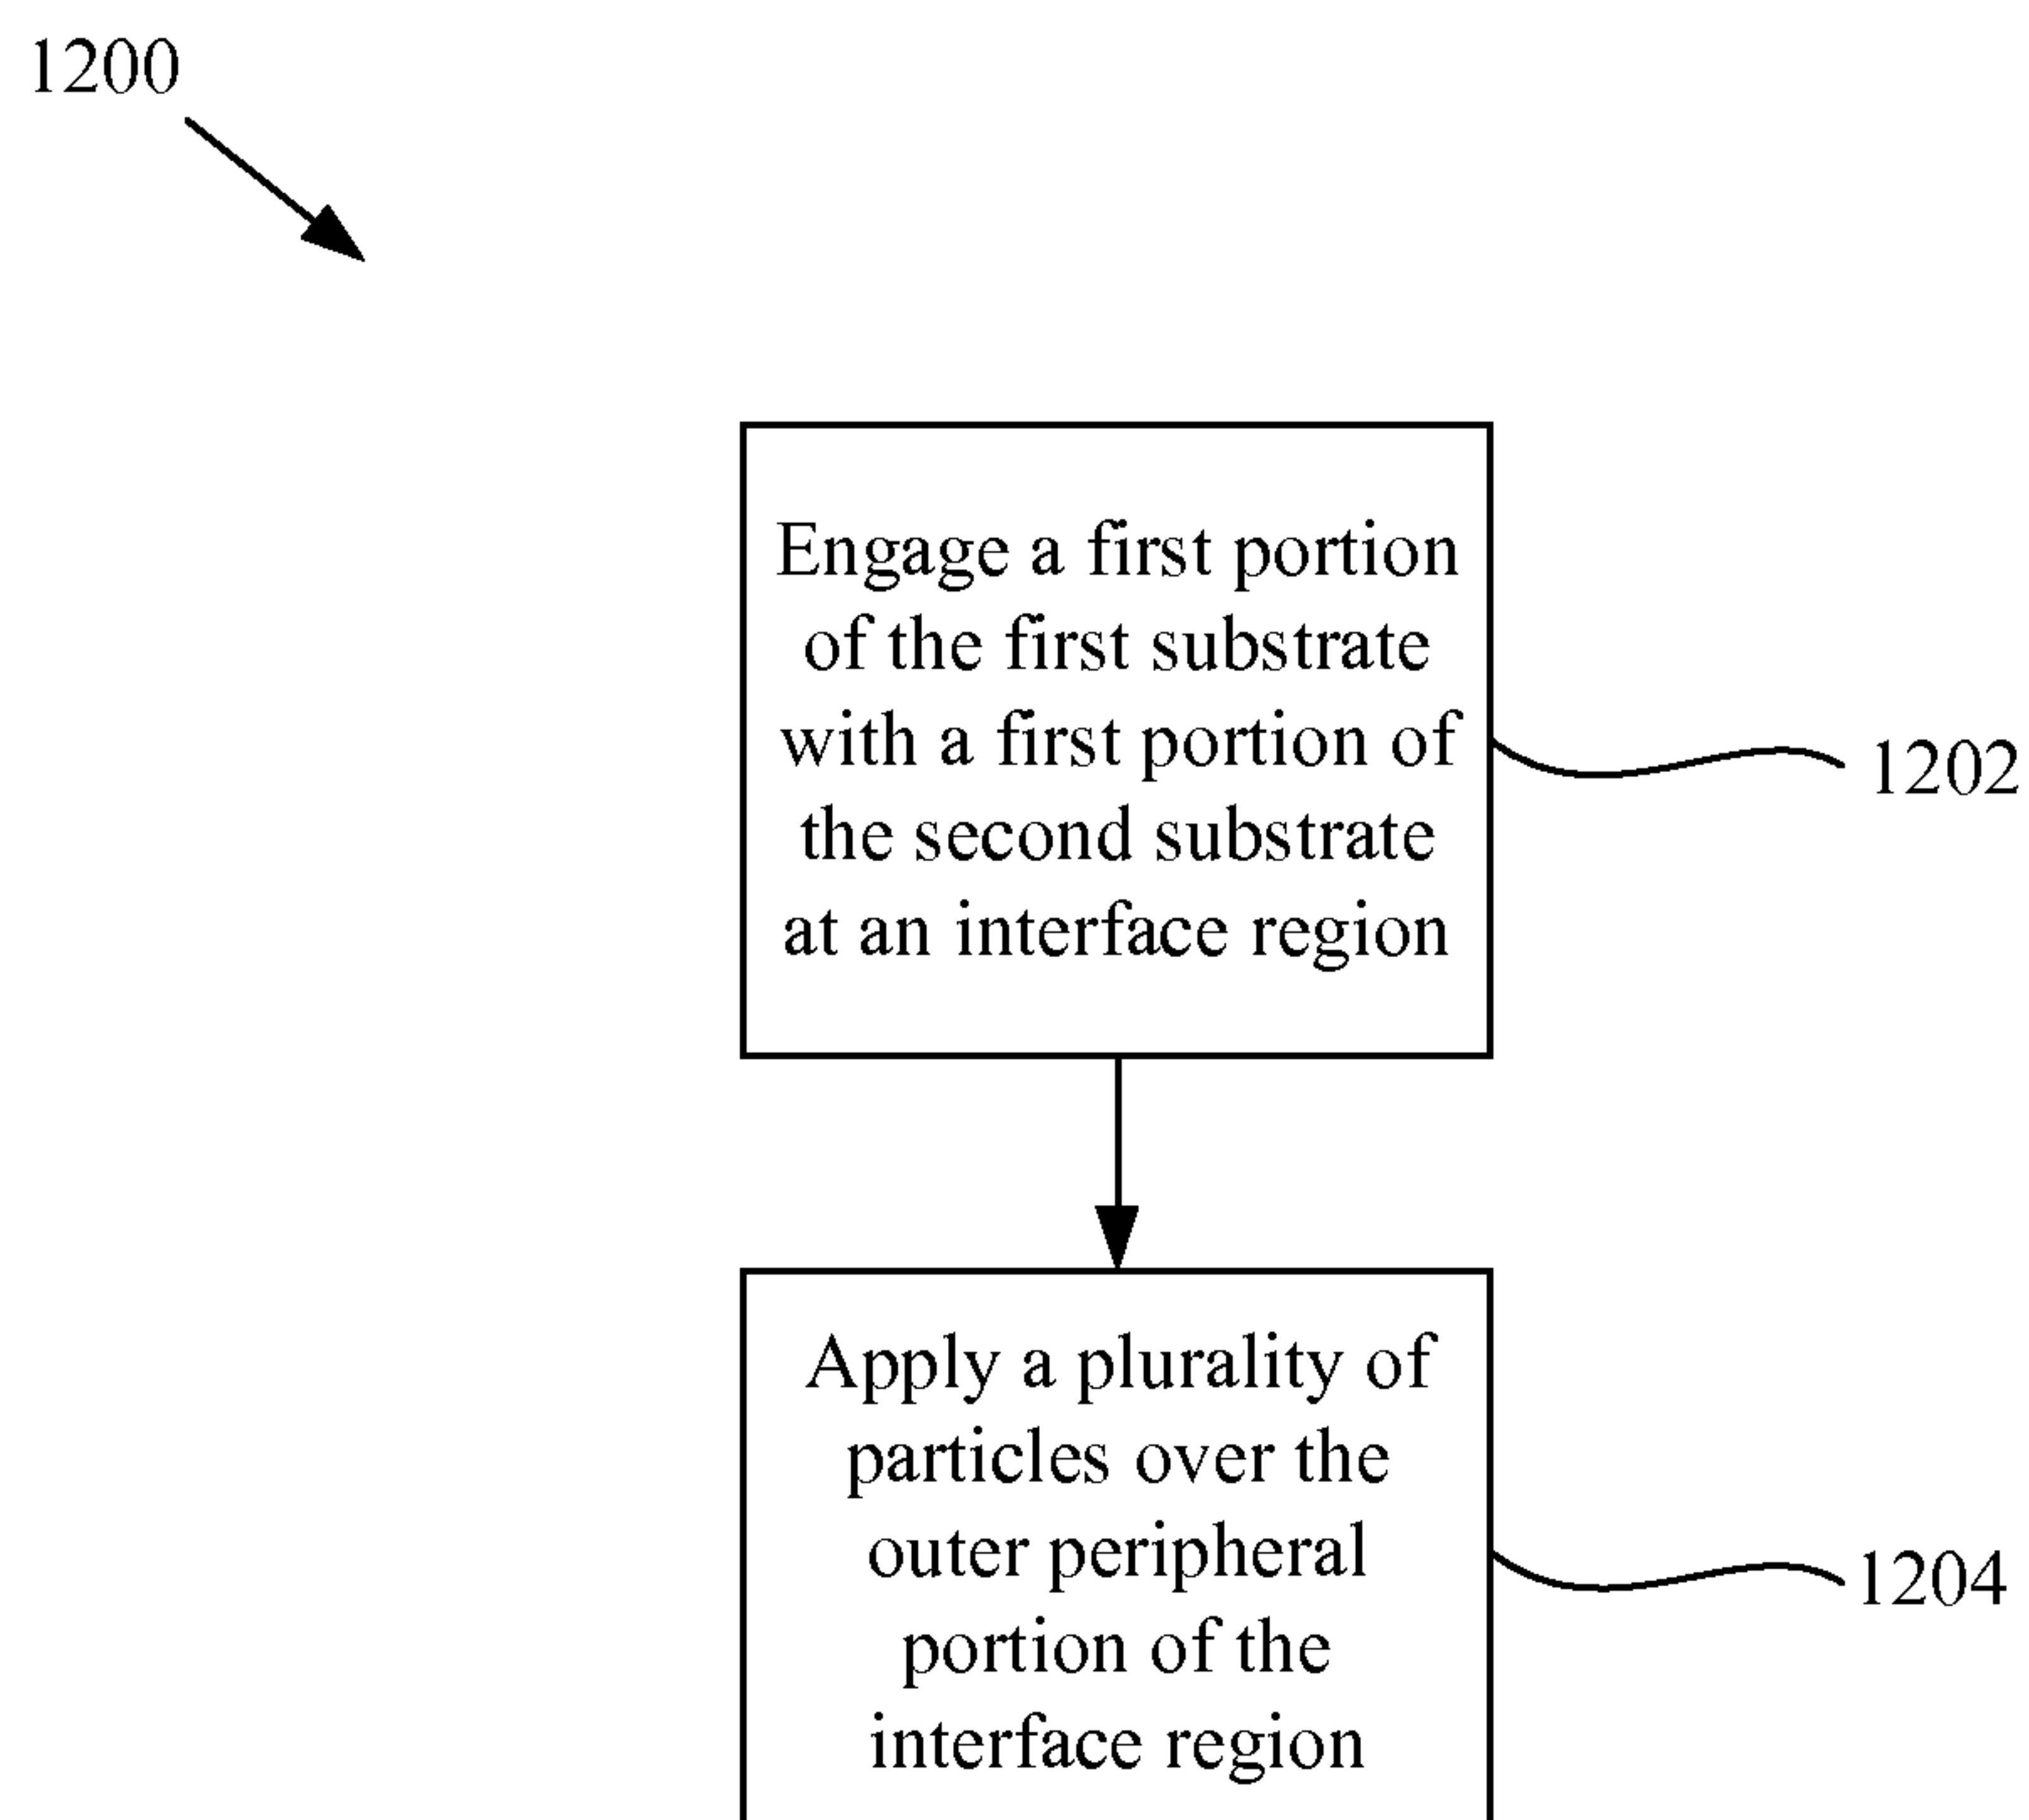 1200
Engage a first portion
of the first substrate
with a first portion of
the second substrate
at an interface region
1202
Apply a plurality of
particles over the
outer peripheral
portion of the
interface region
1204